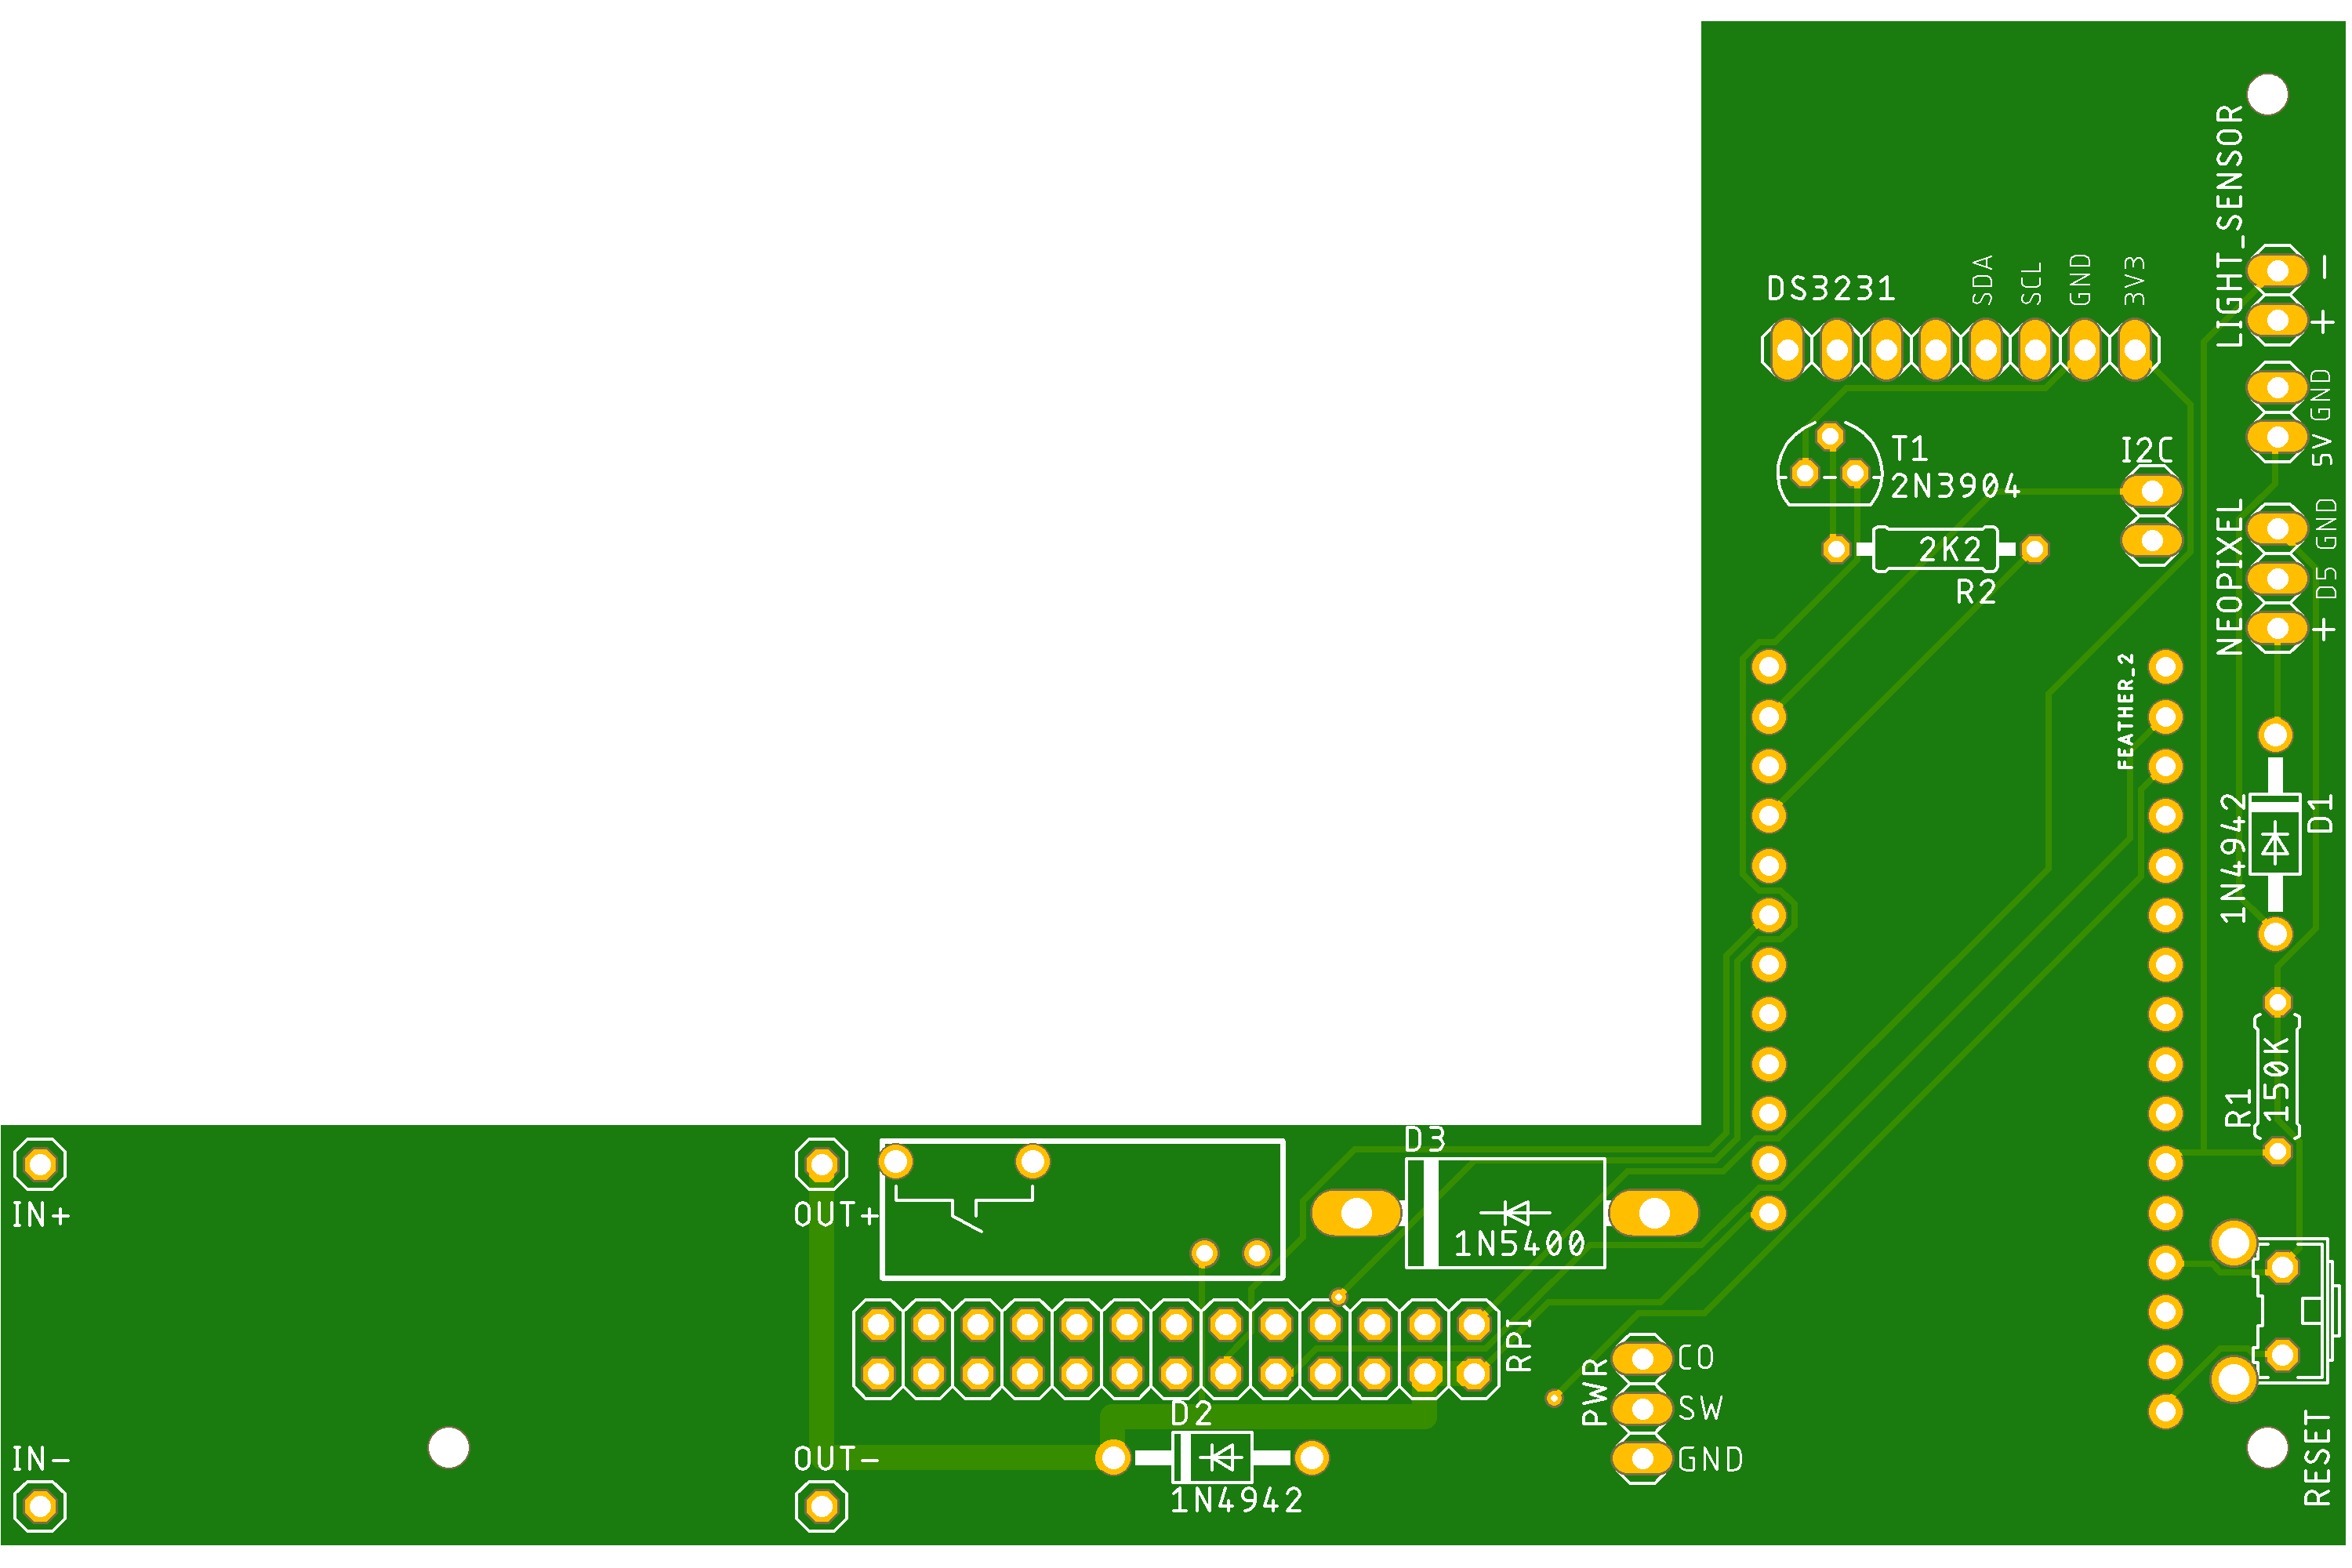 LIGHT_SENSOR
-
+
DS3231
SDA
SCL
GND
3V3
GND
5V
T1
2N3904
I2C
2K2
R2
NEOPIXEL
GND
D5
+
FEATHER_2
1N4942
D1
R1
150K
D3
1N5400
IN+
OUT+
RPI
PWR
CO
SW
GND
D2
1N4942
IN-
OUT-
RESET